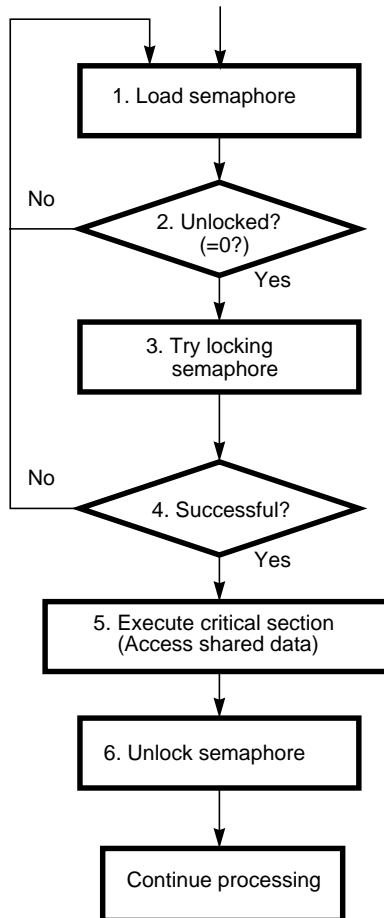 1. Load semaphore
No
2. Unlocked?
(=0?)
Yes
3. Try locking
semaphore
No
4. Successful?
Yes
5. Execute critical section
(Access shared data)
6. Unlock semaphore
Continue processing